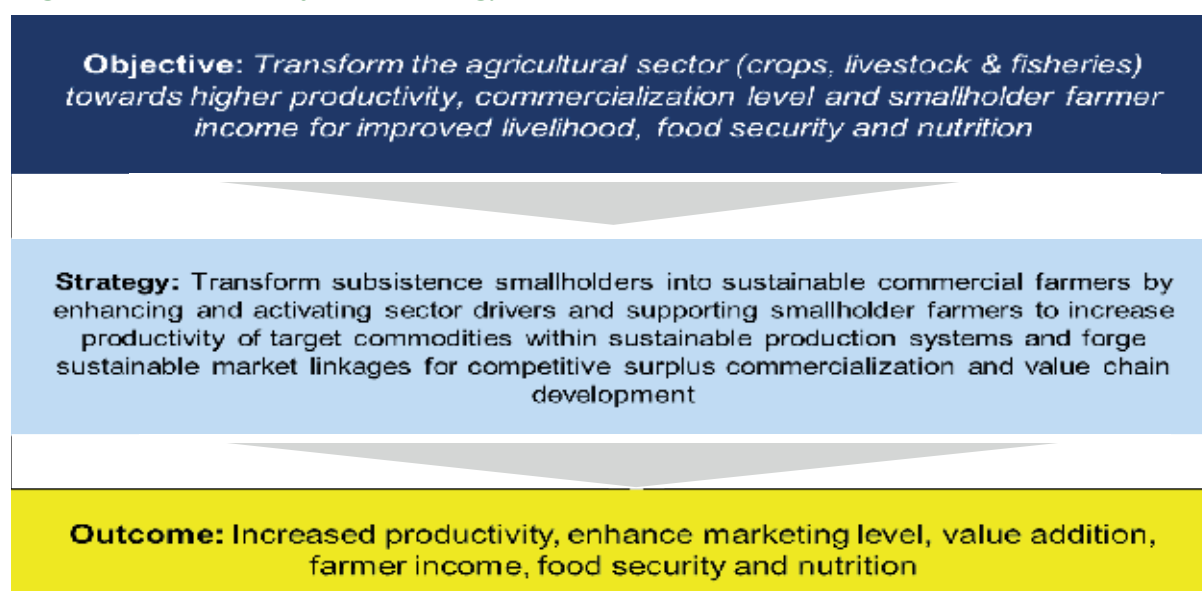 Objective: Transform the agricultural sector (crops, livestock & fisheries)
towards higher productivity, commercialization level and smallholder farmer
income for improved livelihood, food security and nutrition
Strategy: Transform subsistence smallholders into sustainable commercial farmers by
enhancing and activating sector drivers and supporting smallholder farmers to increase
productivity of target commodities within sustainable production systems and forge
sustainable market linkages for competitive surplus commercialization and value chain
development
Outcome: Increased productivity, enhance marketing level, value addition,
farmer income, food security and nutrition